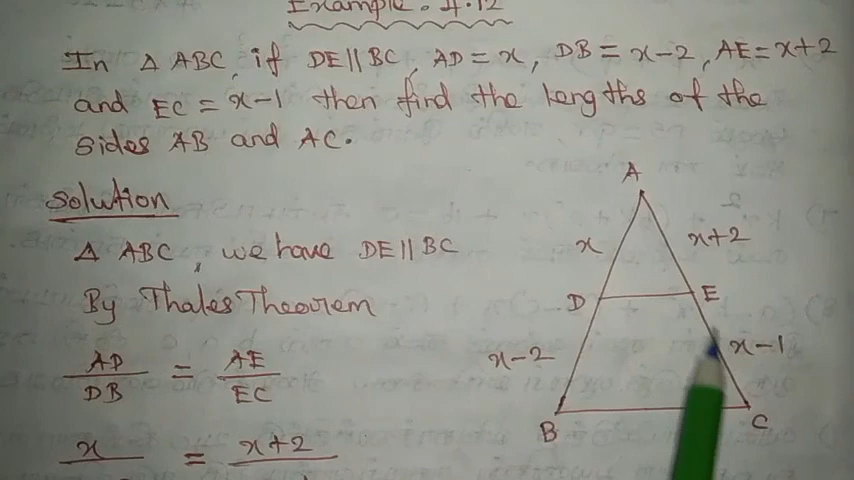 Example. 4.12
In Δ ABC, if DE || BC, AD = x, DB = x-2, AE = x+2
and EC = x-1 then find the lengths of the
sides AB and AC.
Solution
Δ ABC, we have DE || BC
By Thales Theorem
AD = AE
DB EC
x = x+2
A
x
x+2
D
E
x-2
x-1
B
C